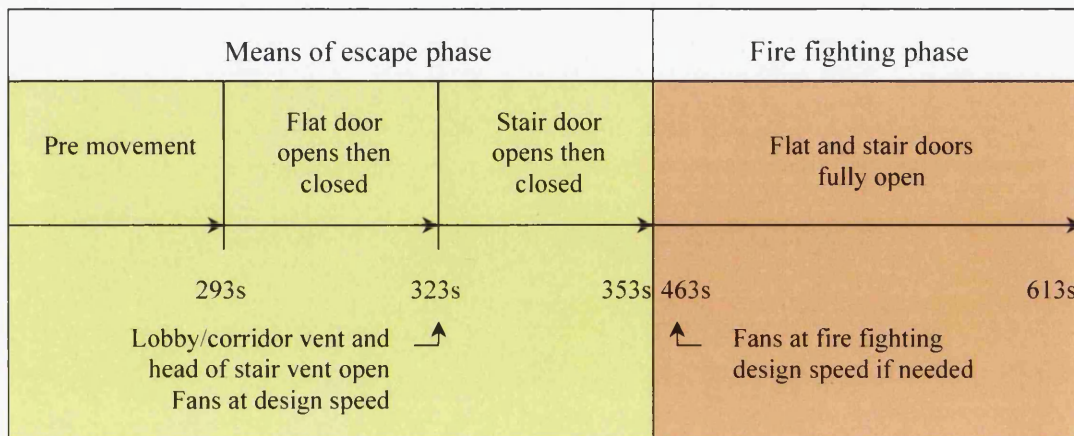 Means of escape phase
Fire fighting phase
Pre movement
Flat door
opens then
closed
Stair door
opens then
closed
Flat and stair doors
fully open
293s
323s
353s
463s
613s
Lobby/corridor vent and
head of stair vent open
Fans at design speed
Fans at fire fighting
design speed if needed